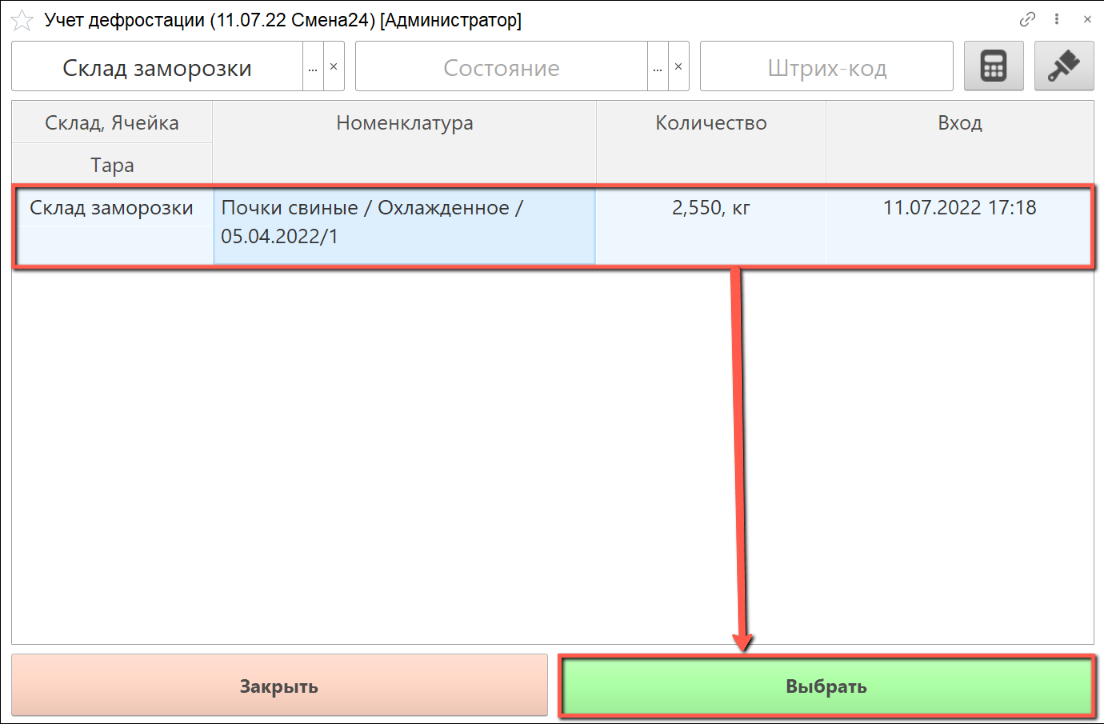 Учет дефростации (11.07.22 Смена24) [Администратор]
Склад заморозки ... × Состояние ... × Штрих-код
Склад, Ячейка Номенклатура Количество Вход
Тара
Склад заморозки Почки свиные / Охлажденное / 2,550, кг 11.07.2022 17:18
05.04.2022/1
Закрыть Выбрать